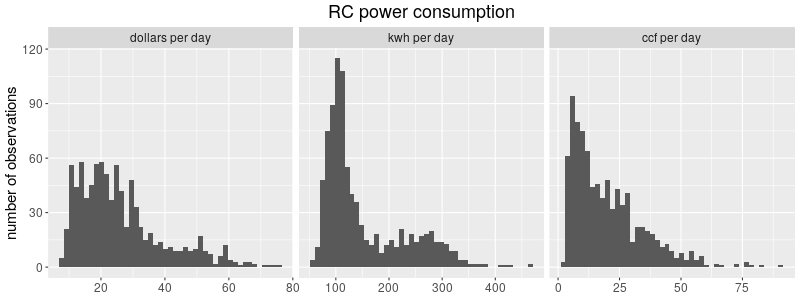 RC power consumption
dollars per day kwh per day ccf per day
number of observations
120
90
60
30
0
20 40 60 80 100 200 300 400 0 25 50 75